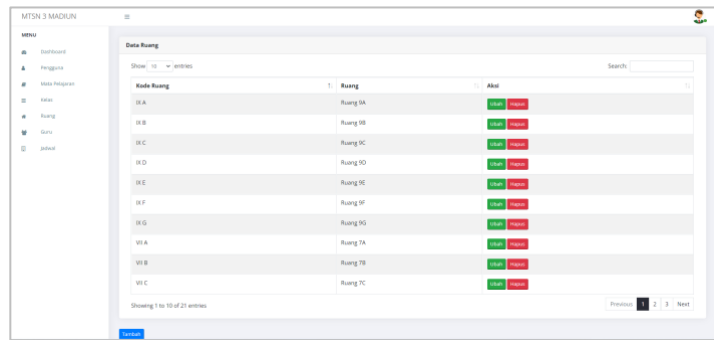 MTSN 3 MADIUN
MENU
Dashboard
Pengguna
Mata Pelajaran
Kelas
Ruang
Guru
Jadwal
Data Ruang
Show 10 entries
Search:
Kode Ruang Ruang Aksi
IX A Ruang 9A Ubah Hapus
IX B Ruang 9B Ubah Hapus
IX C Ruang 9C Ubah Hapus
IX D Ruang 9D Ubah Hapus
IX E Ruang 9E Ubah Hapus
IX F Ruang 9F Ubah Hapus
IX G Ruang 9G Ubah Hapus
VII A Ruang 7A Ubah Hapus
VII B Ruang 7B Ubah Hapus
VII C Ruang 7C Ubah Hapus
Showing 1 to 10 of 21 entries
Previous 1 2 3 Next
Tambah